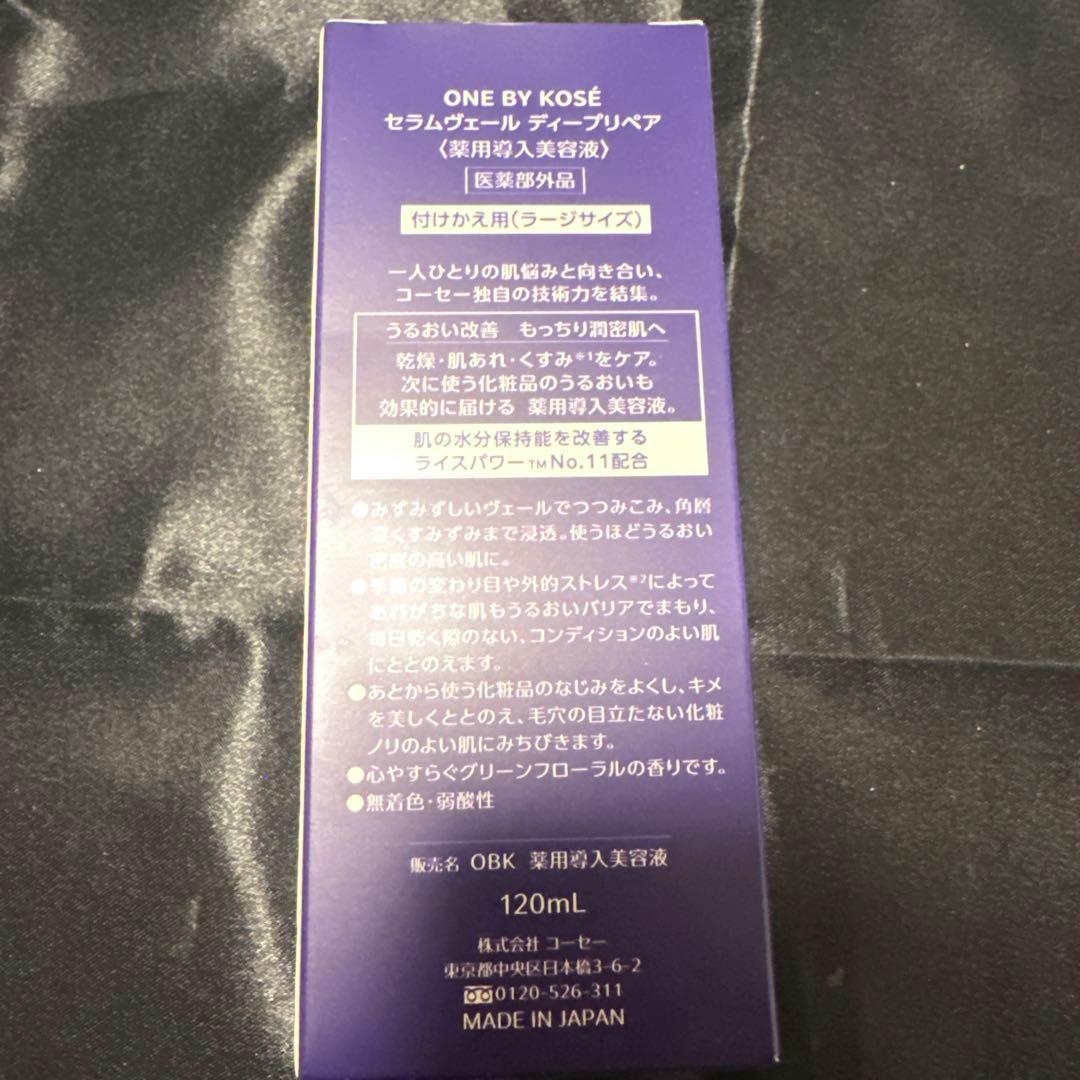 ONE BY KOSÉ
セラムヴェール ディープリペア
〈薬用導入美容液〉
医薬部外品
付けかえ用(ラージサイズ)
一人ひとりの肌悩みと向き合い、
コーセー独自の技術力を結集。
うるおい改善 もっちり潤密肌へ
乾燥・肌あれ・くすみ※1をケア。
次に使う化粧品のうるおいも
効果的に届ける 薬用導入美容液。
肌の水分保持能を改善する
ライスパワー™No.11配合
●みずみずしいヴェールでつつみこみ、角層
深くすみずみまで浸透。使うほどうるおい
密度の高い肌に。
●季節の変わり目や外的ストレス※2によって
あれがちな肌もうるおいバリアでまもり、
毎日乾く隙のない、コンディションのよい肌
にととのえます。
●あとから使う化粧品のなじみをよくし、キメ
を美しくととのえ、毛穴の目立たない化粧
ノリのよい肌にみちびきます。
●心やすらぐグリーンフローラルの香りです。
●無着色・弱酸性
販売名 OBK 薬用導入美容液
120mL
株式会社 コーセー
東京都中央区日本橋3-6-2
0120-526-311
MADE IN JAPAN